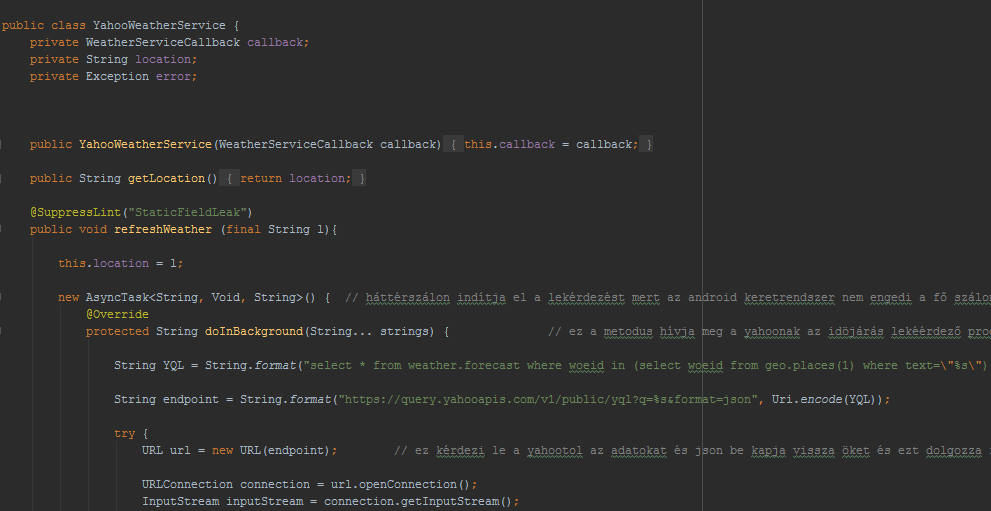 public class YahooWeatherService {
private WeatherServiceCallback callback;
private String location;
private Exception error;
public YahooWeatherService(WeatherServiceCallback callback) { this.callback = callback; }
public String getLocation() { return location; }
@SuppressLint("StaticFieldLeak")
public void refreshWeather (final String l){
this.location = l;
new AsyncTask<String, Void, String>() { // háttérszálon indítja el a lekérdezést mert az android keretrendszer nem engedi a fő szálon
@Override
protected String doInBackground(String... strings) { // ez a metodus hívja meg a yahoonak az időjárás lekéérdező
String YQL = String.format("select * from weather.forecast where woeid in (select woeid from geo.places(1) where text=\"%s\")
String endpoint = String.format("https://query.yahooapis.com/v1/public/yql?q=%s&format=json", Uri.encode(YQL));
try {
URL url = new URL(endpoint); // ez kérdezi le a yahootol az adatokat és json be kapja vissza öket és ezt dolgozza
URLConnection connection = url.openConnection();
InputStream inputStream = connection.getInputStream();